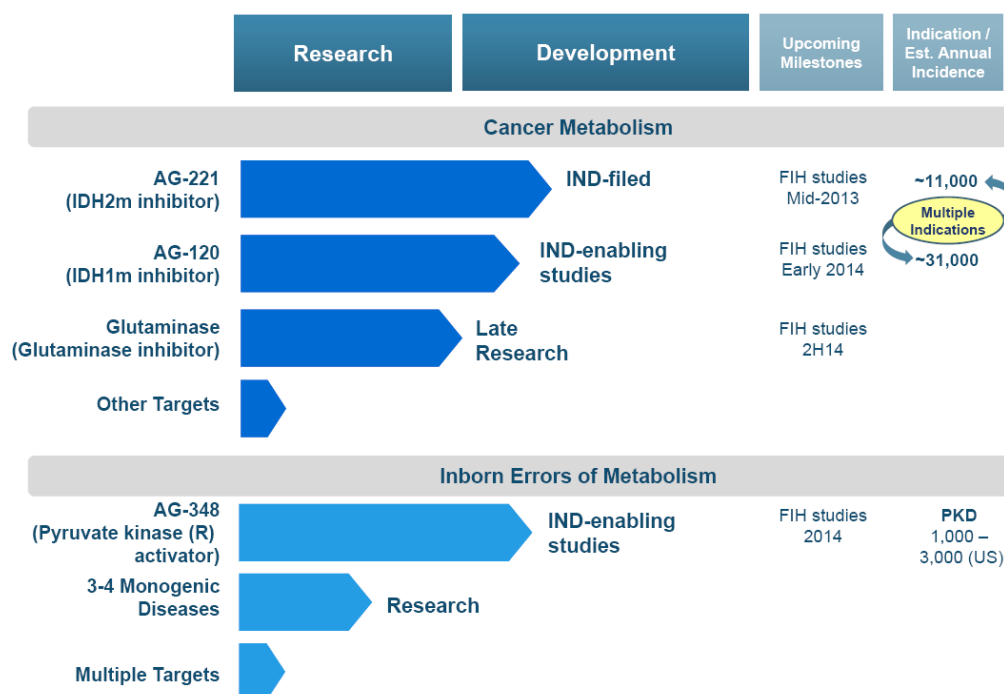 Research
Development
Upcoming
Milestones
Indication /
Est. Annual
Incidence
Cancer Metabolism
AG-221
(IDH2m inhibitor)
IND-filed
FIH studies
Mid-2013
~11,000
Multiple
Indications
AG-120
(IDH1m inhibitor)
IND-enabling
studies
FIH studies
Early 2014
~31,000
Glutaminase
(Glutaminase inhibitor)
Late
Research
FIH studies
2H14
Other Targets
Inborn Errors of Metabolism
AG-348
(Pyruvate kinase (R)
activator)
IND-enabling
studies
FIH studies
2014
PKD
1,000 –
3,000 (US)
3-4 Monogenic
Diseases
Research
Multiple Targets